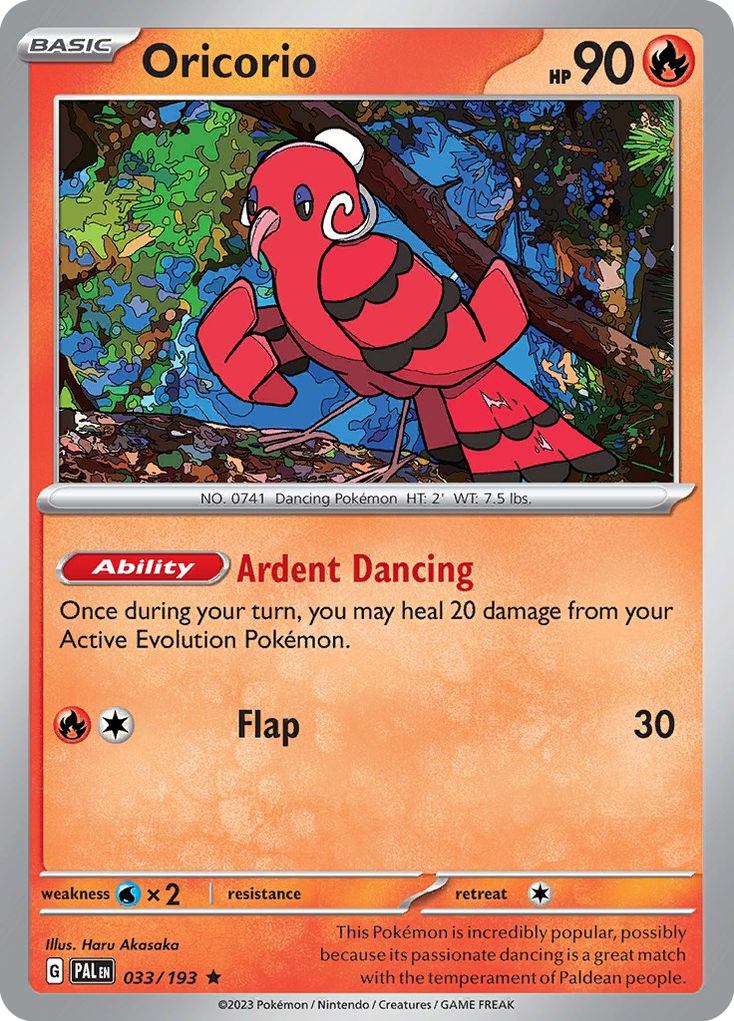 BASIC
Oricorio
HP 90
NO. 0741 Dancing Pokémon HT: 2' WT: 7.5 lbs.
Ability Ardent Dancing
Once during your turn, you may heal 20 damage from your
Active Evolution Pokémon.
Flap 30
weakness ×2 resistance retreat
Illus. Haru Akasaka
This Pokémon is incredibly popular, possibly
because its passionate dancing is a great match
with the temperament of Paldean people.
G PAL EN 033/193 ★
©2023 Pokémon / Nintendo / Creatures / GAME FREAK